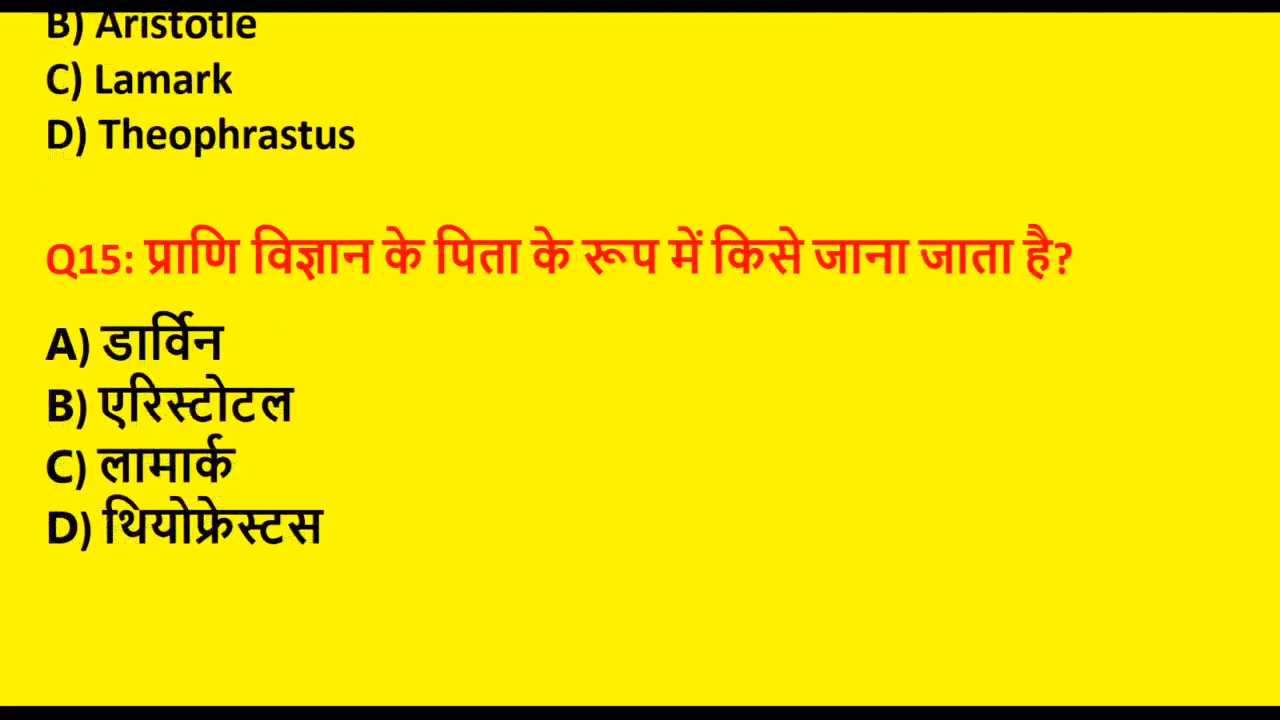 B) Aristotle
C) Lamark
D) Theophrastus
Q15: प्राणि विज्ञान के पिता के रूप में किसे जाना जाता है?
A) डार्विन
B) एरिस्टोटल
C) लामार्क
D) थियोफ्रेस्टस